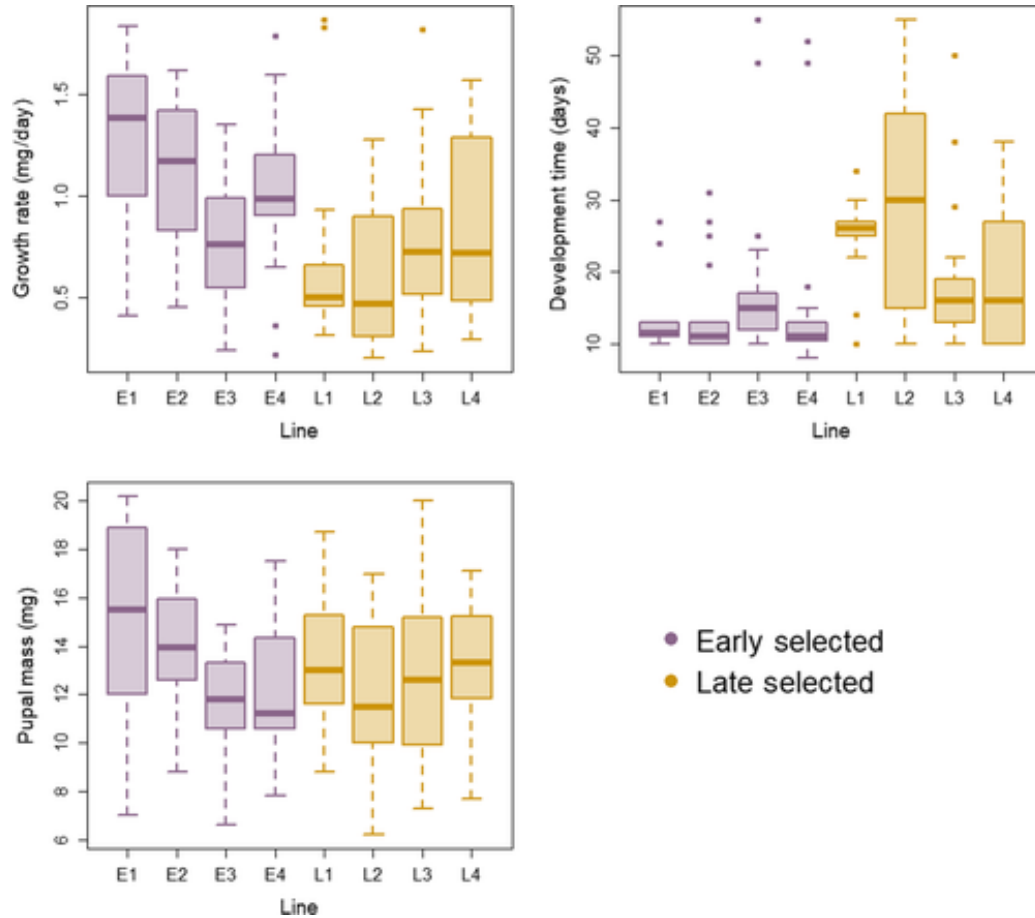 Growth rate (mg/day)
1.5
1.0
0.5
E1 E2 E3 E4 L1 L2 L3 L4
Line
Development time (days)
50
40
30
20
10
E1 E2 E3 E4 L1 L2 L3 L4
Line
Pupal mass (mg)
20
18
16
14
12
10
8
6
E1 E2 E3 E4 L1 L2 L3 L4
Line
Early selected
Late selected